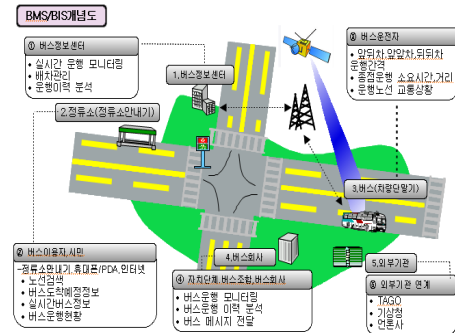 BMS/BIS개념도
① 버스정보센터
• 실시간 운행 모니터링
• 배차관리
• 운행이력 분석
③ 버스운전자
• 앞뒤차,앞앞차,뒤뒤차
운행간격
• 종점운행 소요시간,거리
• 운행노선 교통상황
1.버스정보센터
2.정류소(정류소안내기)
3.버스(차량단말기)
4.버스회사
5.외부기관
② 버스이용자,시민
-정류소안내기,휴대폰/PDA,인터넷
• 노선검색
• 버스도착예정정보
• 실시간버스정보
• 버스운행현황
④ 자치단체,버스조합,버스회사
• 버스운행 모니터링
• 버스운행 이력 분석
• 버스 메시지 전달
⑤ 외부기관 연계
• TAGO
• 기상청
• 언론사